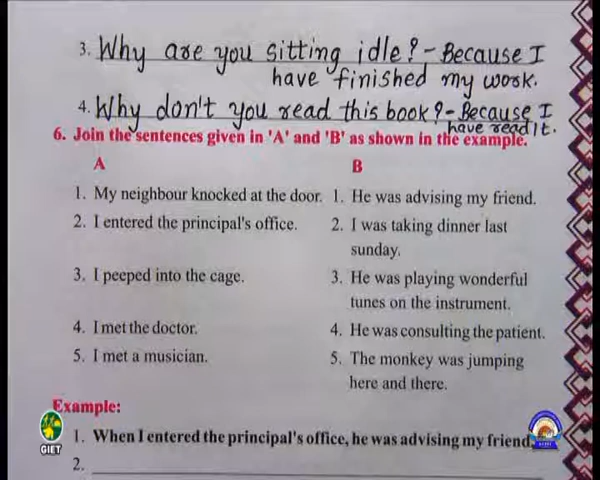 3. Why are you sitting idle? - Because I
have finished my work.
4. Why don't you read this book? - Because I
have read It.
6. Join the sentences given in 'A' and 'B' as shown in the example.
A B
1. My neighbour knocked at the door. 1. He was advising my friend.
2. I entered the principal's office. 2. I was taking dinner last
sunday.
3. I peeped into the cage. 3. He was playing wonderful
tunes on the instrument.
4. I met the doctor. 4. He was consulting the patient.
5. I met a musician. 5. The monkey was jumping
here and there.
Example:
1. When I entered the principal's office, he was advising my friend.
2.
GIET